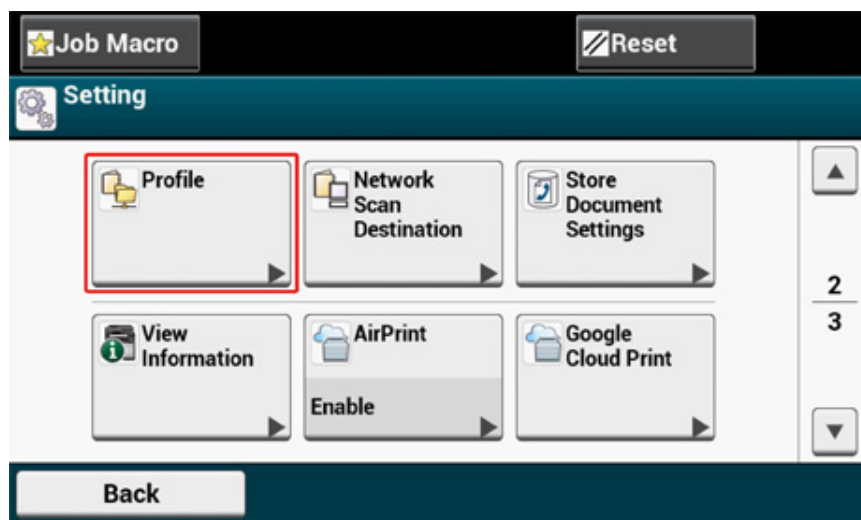 Job Macro
Reset
Setting
Profile
Network
Scan
Destination
Store
Document
Settings
2
3
View
Information
AirPrint
Enable
Google
Cloud Print
Back